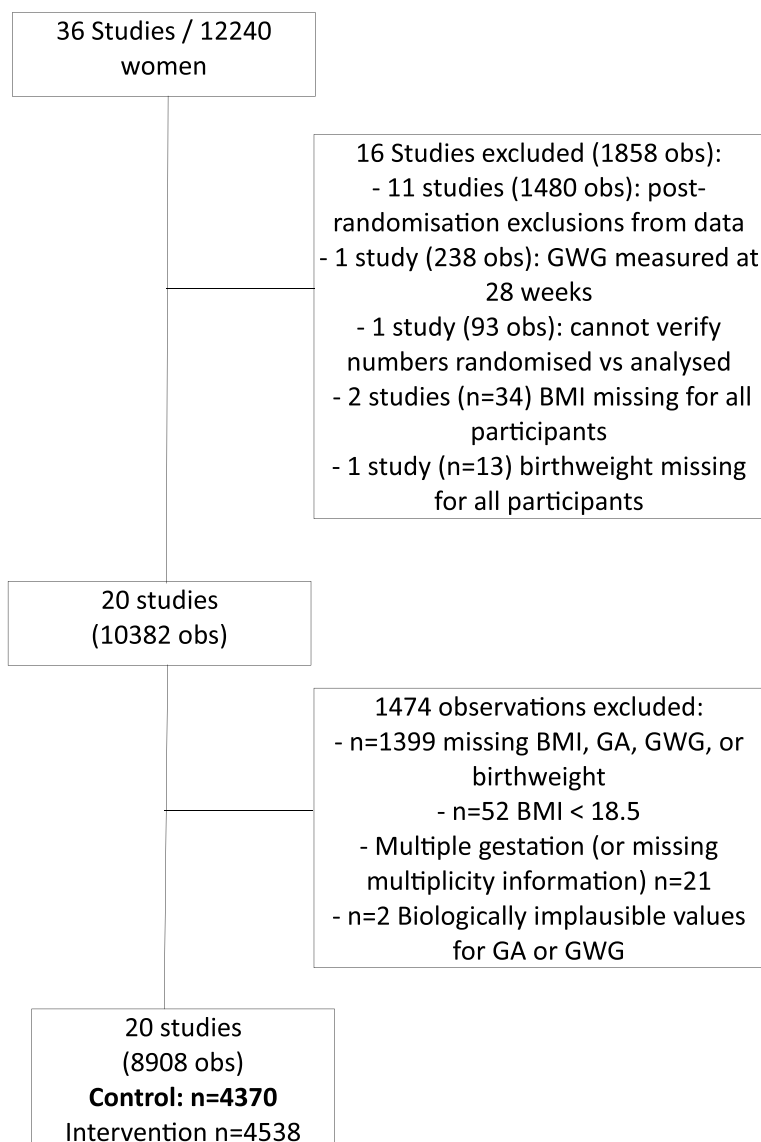 36 Studies / 12240
women
16 Studies excluded (1858 obs):
- 11 studies (1480 obs): post-
randomisation exclusions from data
- 1 study (238 obs): GWG measured at
28 weeks
- 1 study (93 obs): cannot verify
numbers randomised vs analysed
- 2 studies (n=34) BMI missing for all
participants
- 1 study (n=13) birthweight missing
for all participants
20 studies
(10382 obs)
1474 observations excluded:
- n=1399 missing BMI, GA, GWG, or
birthweight
- n=52 BMI < 18.5
- Multiple gestation (or missing
multiplicity information) n=21
- n=2 Biologically implausible values
for GA or GWG
20 studies
(8908 obs)
Control: n=4370
Intervention n=4538